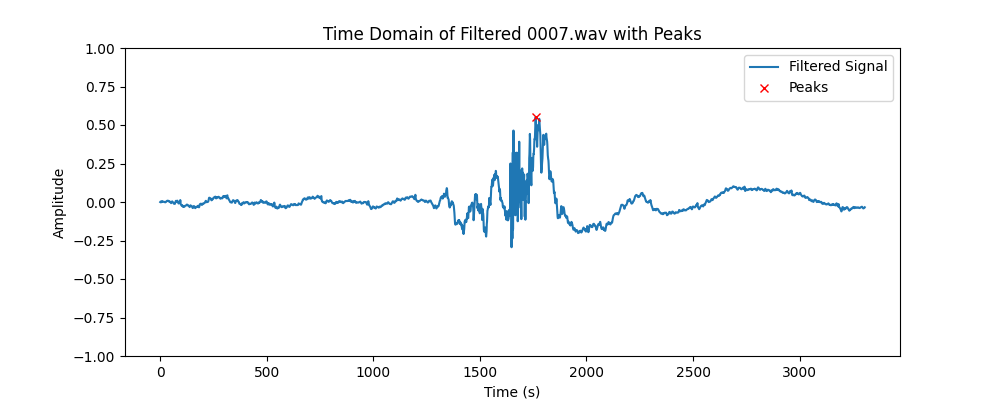 Time Domain of Filtered 0007.wav with Peaks
1.00
0.75
0.50
0.25
0.00
−0.25
−0.50
−0.75
−1.00
Amplitude
Filtered Signal
Peaks
0 500 1000 1500 2000 2500 3000
Time (s)